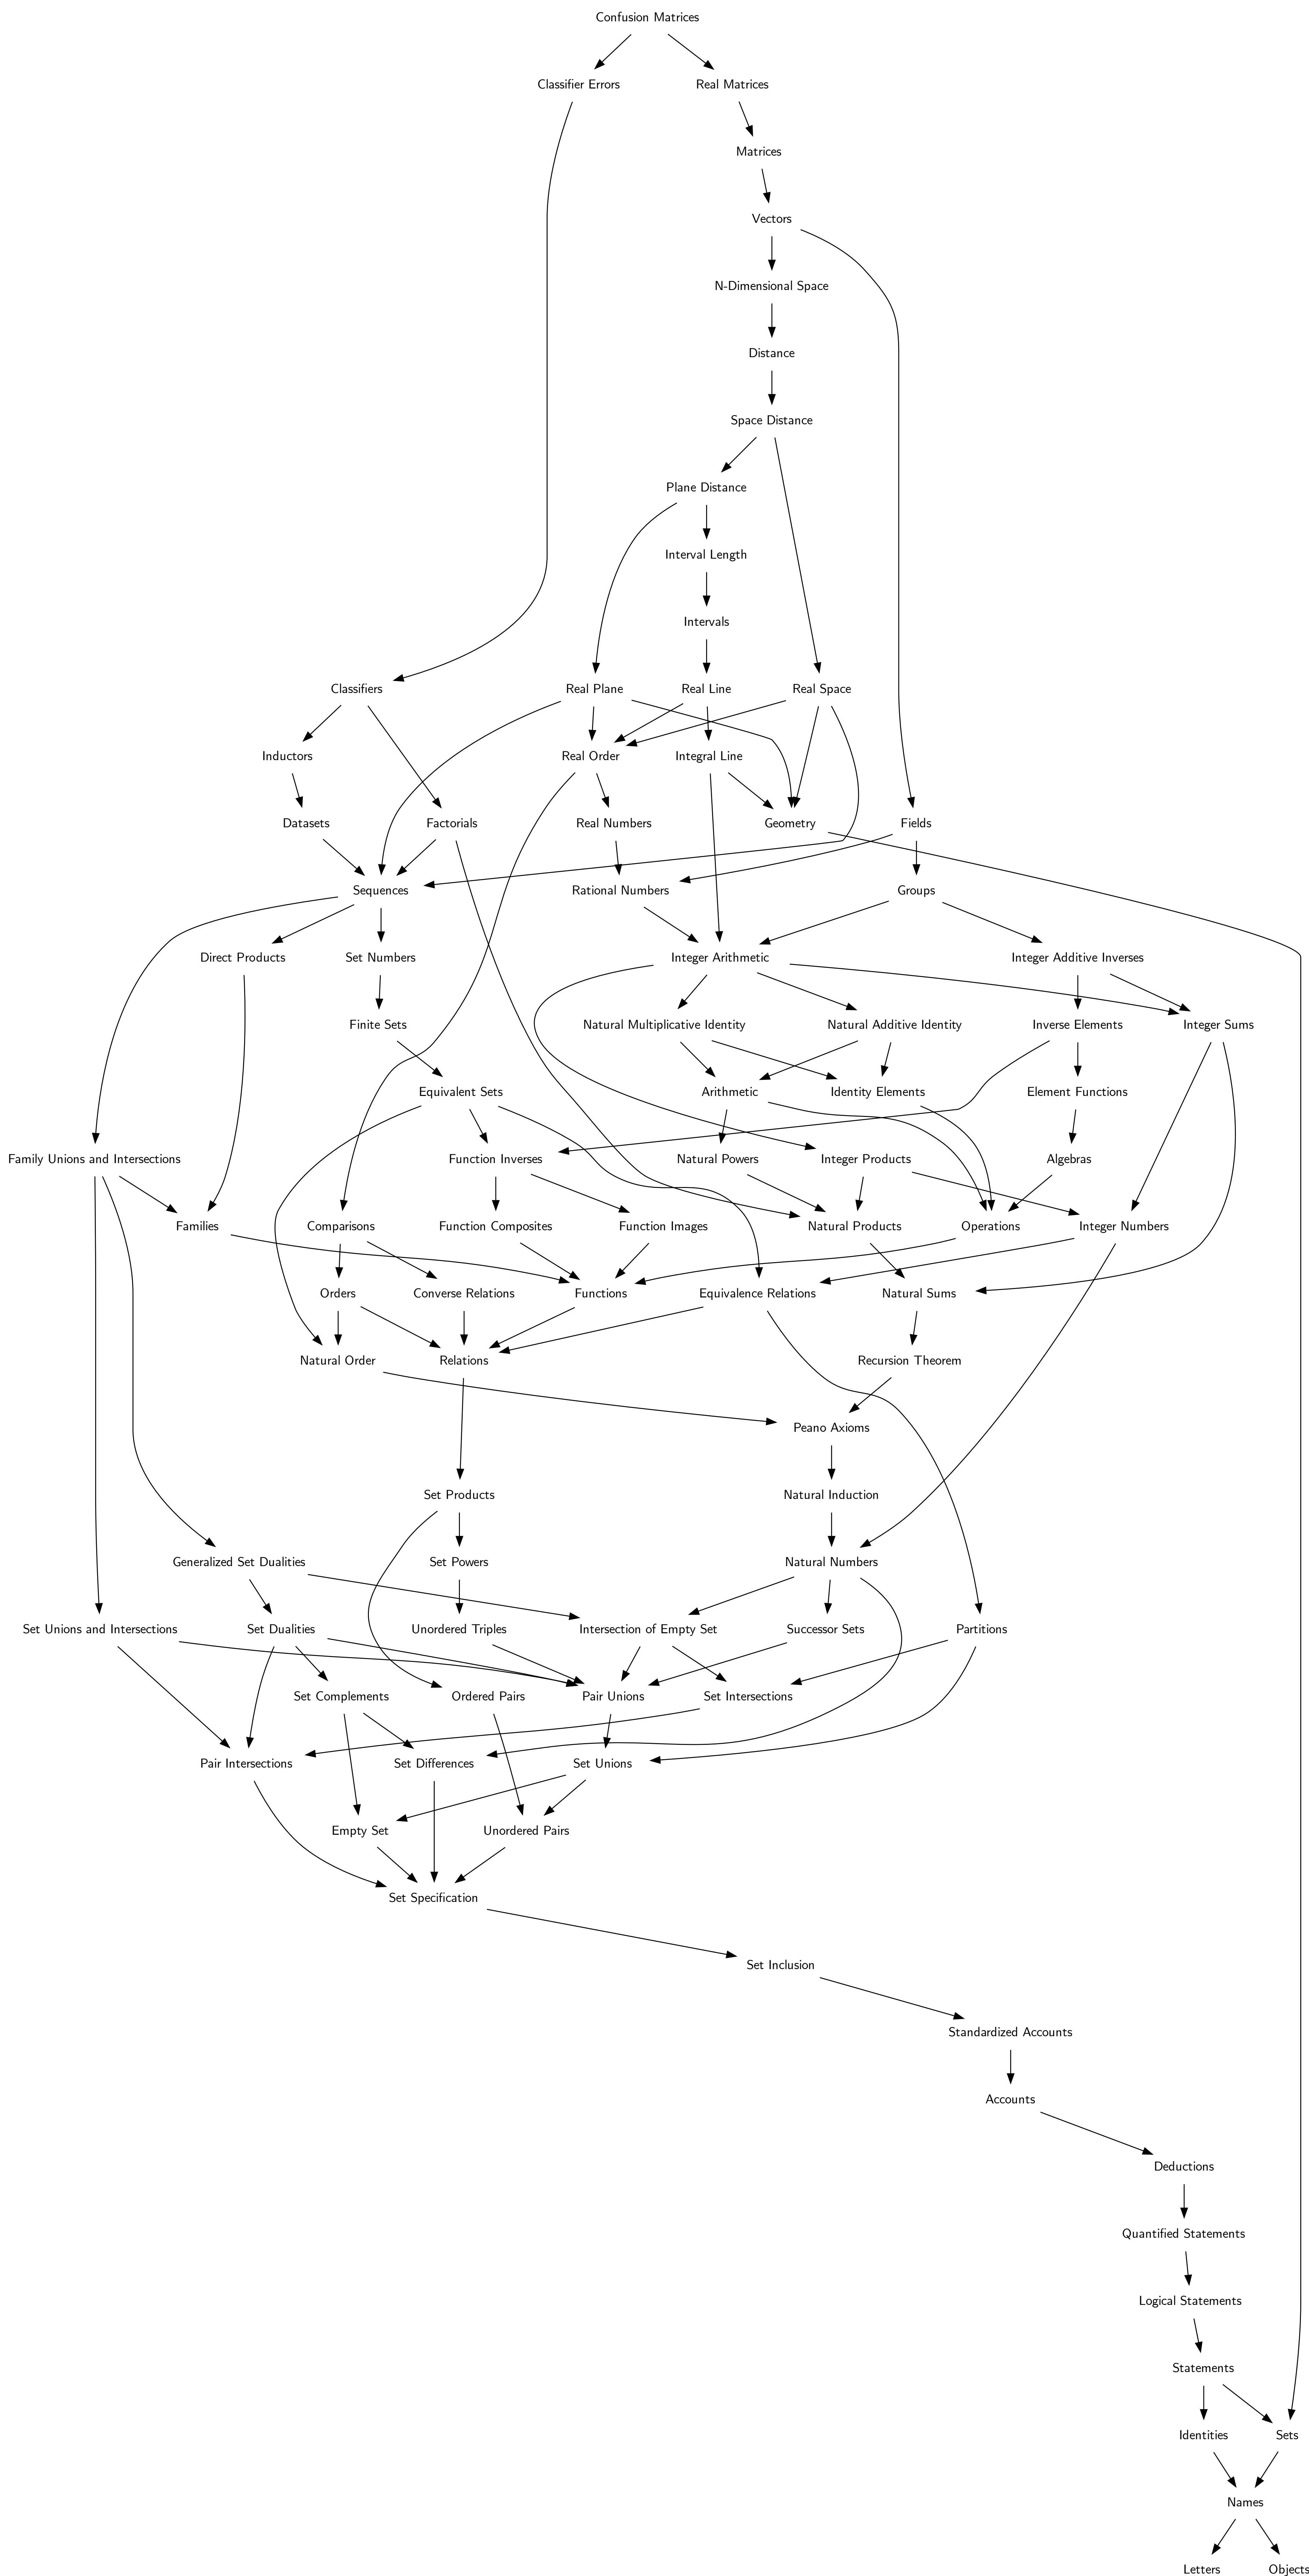 Confusion Matrices
Classifier Errors
Real Matrices
Matrices
Vectors
N-Dimensional Space
Distance
Space Distance
Plane Distance
Interval Length
Intervals
Classifiers
Real Plane
Real Line
Real Space
Inductors
Real Order
Integral Line
Datasets
Factorials
Real Numbers
Geometry
Fields
Sequences
Rational Numbers
Groups
Direct Products
Set Numbers
Integer Arithmetic
Integer Additive Inverses
Finite Sets
Natural Multiplicative Identity
Natural Additive Identity
Inverse Elements
Integer Sums
Equivalent Sets
Arithmetic
Identity Elements
Element Functions
Family Unions and Intersections
Function Inverses
Natural Powers
Integer Products
Algebras
Families
Comparisons
Function Composites
Function Images
Natural Products
Operations
Integer Numbers
Orders
Converse Relations
Functions
Equivalence Relations
Natural Sums
Natural Order
Relations
Recursion Theorem
Peano Axioms
Set Products
Natural Induction
Generalized Set Dualities
Set Powers
Natural Numbers
Set Unions and Intersections
Set Dualities
Unordered Triples
Intersection of Empty Set
Successor Sets
Partitions
Set Complements
Ordered Pairs
Pair Unions
Set Intersections
Pair Intersections
Set Differences
Set Unions
Empty Set
Unordered Pairs
Set Specification
Set Inclusion
Standardized Accounts
Accounts
Deductions
Quantified Statements
Logical Statements
Statements
Identities
Sets
Names
Letters
Objects